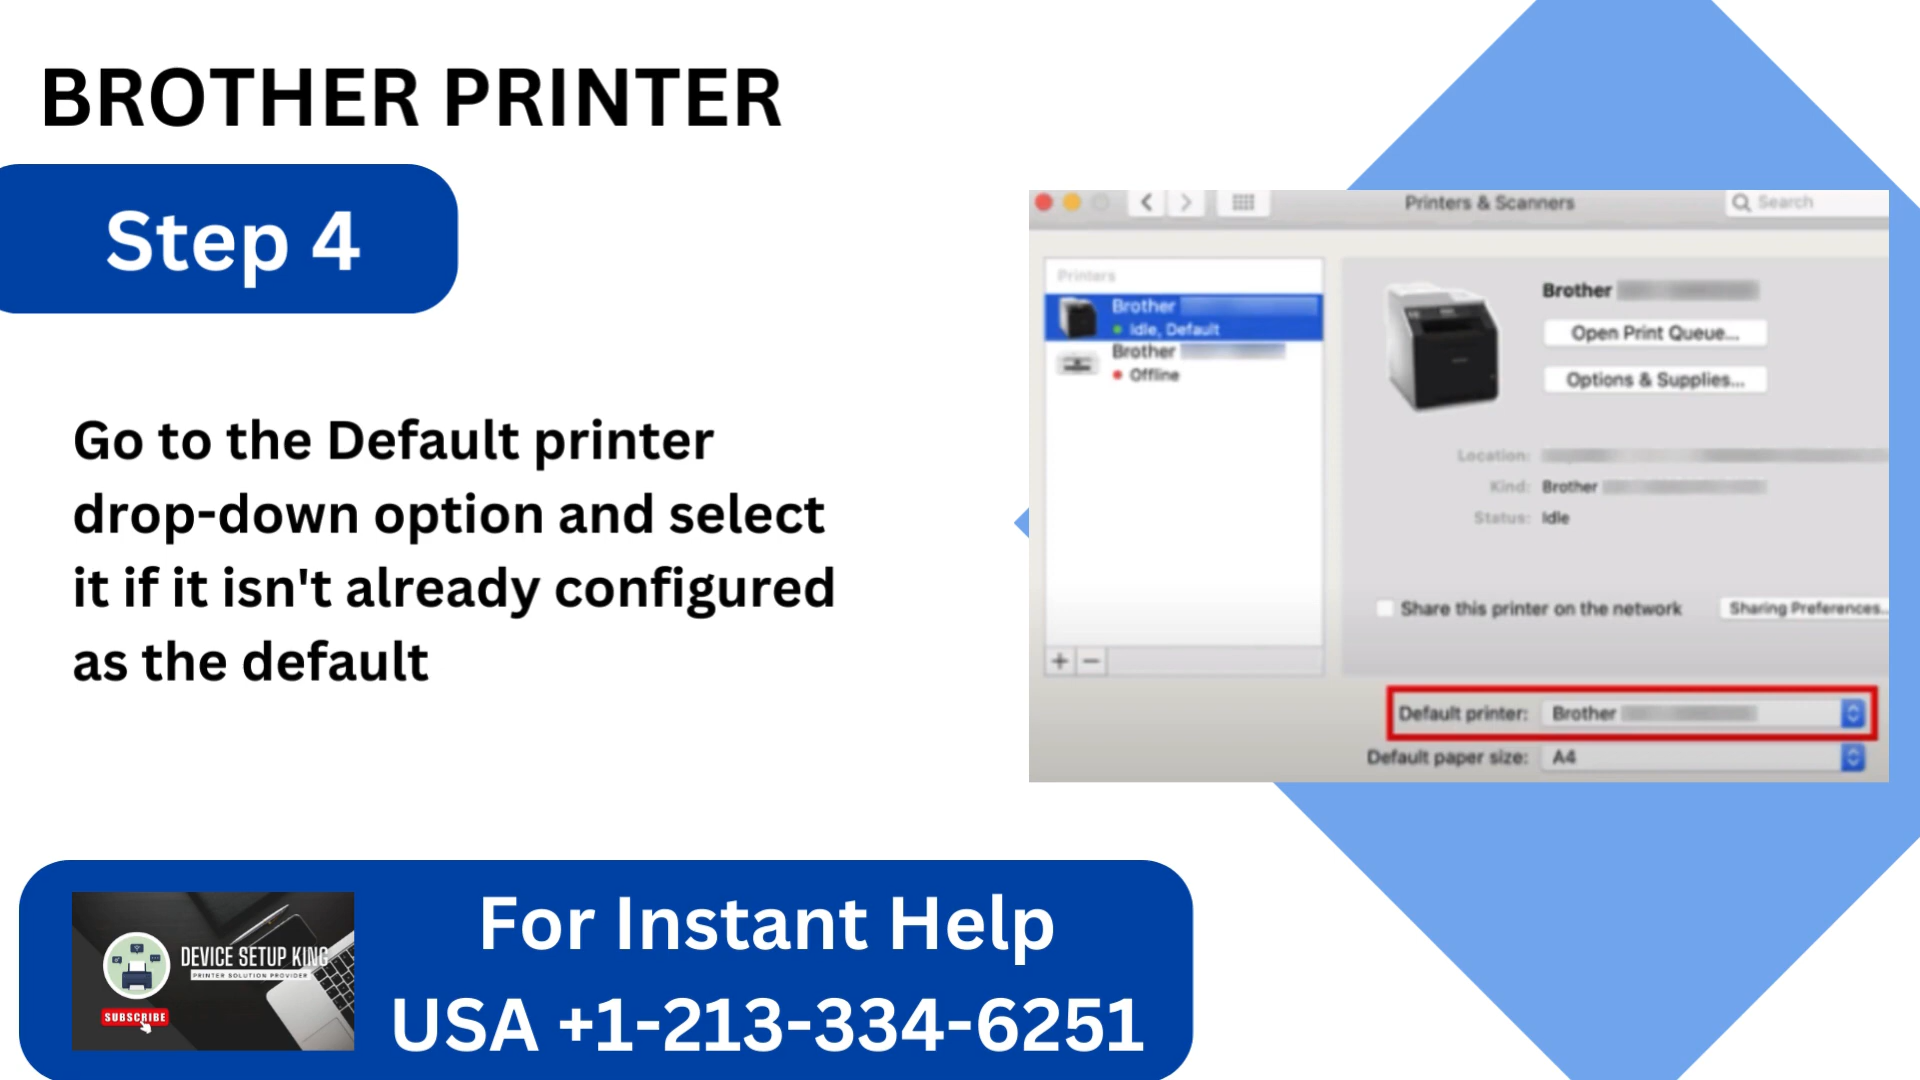 BROTHER PRINTER
Step 4
Go to the Default printer
drop-down option and select
it if it isn't already configured
as the default
Printers & Scanners
Search
Printers
Brother
Idle, Default
Brother
Offline
Brother
Open Print Queue...
Options & Supplies...
Location:
Kind: Brother
Status: Idle
Share this printer on the network
Sharing Preferences..
+ −
Default printer: Brother
Default paper size: A4
DEVICE SETUP KING
PRINTER SOLUTION PROVIDER
SUBSCRIBE
For Instant Help
USA +1-213-334-6251